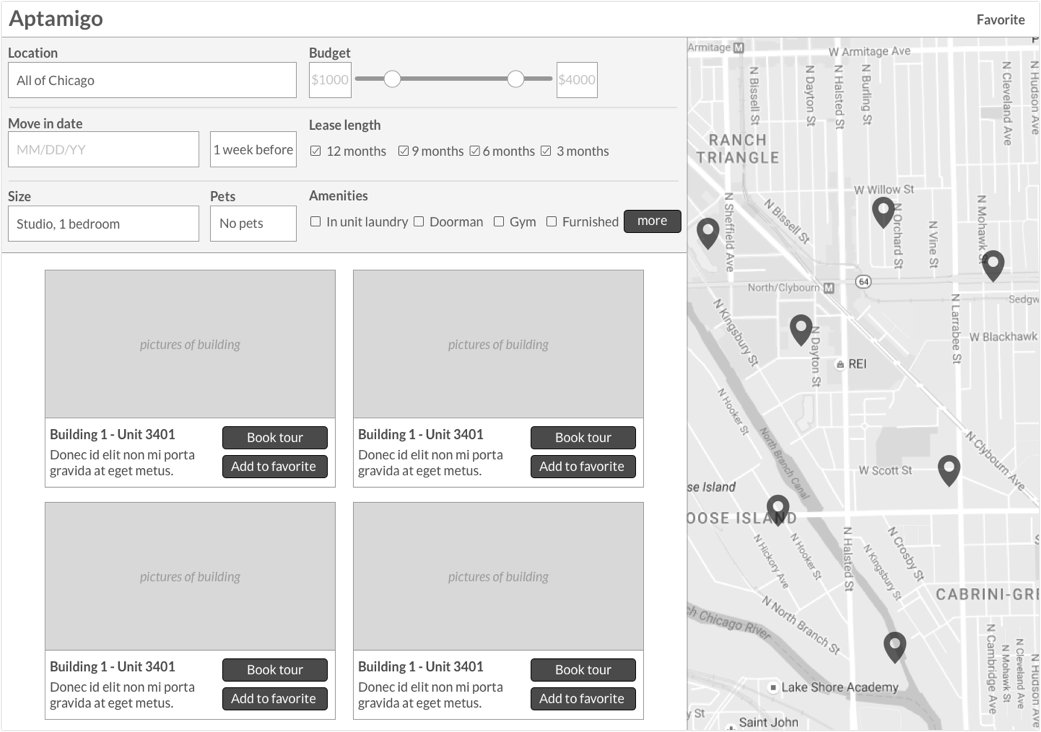 Aptamigo
Favorite
Location
All of Chicago
Budget
$1000
$4000
Move in date
MM/DD/YY
1 week before
Lease length
12 months
9 months
6 months
3 months
Size
Studio, 1 bedroom
Pets
No pets
Amenities
In unit laundry
Doorman
Gym
Furnished
more
pictures of building
Building 1 - Unit 3401
Donec id elit non mi porta
gravida at eget metus.
Book tour
Add to favorite
pictures of building
Building 1 - Unit 3401
Donec id elit non mi porta
gravida at eget metus.
Book tour
Add to favorite
pictures of building
Building 1 - Unit 3401
Donec id elit non mi porta
gravida at eget metus.
Book tour
Add to favorite
pictures of building
Building 1 - Unit 3401
Donec id elit non mi porta
gravida at eget metus.
Book tour
Add to favorite
Armitage M
W Armitage Ave
N Bissell St
N Dayton St
N Halsted St
N Burling St
N Cleveland Ave
N Hudson Ave
RANCH
TRIANGLE
W Willow St
N Sheffield Ave
N Bissell St
N Orchard St
N Vine St
N Mohawk St
North/Clybourn M
64
Sedgw
N Kingsbury St
N Dayton St
N Larrabee St
W Blackhawk
REI
N Hooker St
North Branch Canal
N Clybourn Ave
W Scott St
se Island
OOSE ISLAND
N Hickory Ave
N Hooker St
N Halsted St
N Kingsbury St
N Crosby St
CABRINI-GRE
N North Branch St
ch Chicago River
N Cambridge Ave
N Mohawk St
N Cleveland Ave
N Hudson Ave
Lake Shore Academy
y St
Saint John